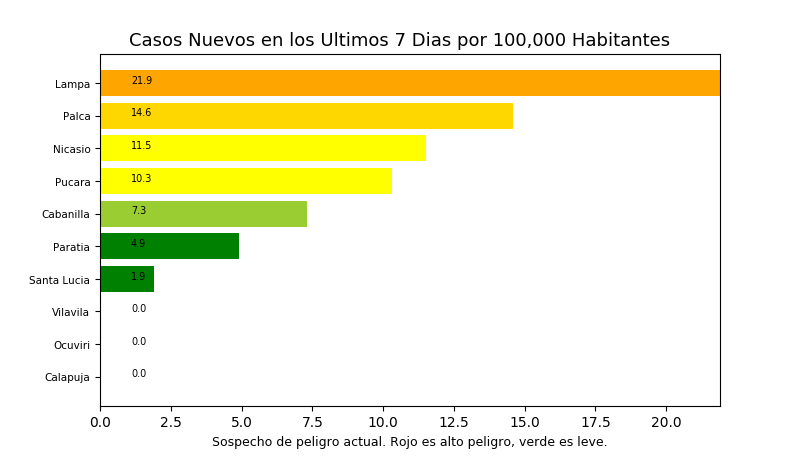 Casos Nuevos en los Ultimos 7 Dias por 100,000 Habitantes
Lampa 21.9
Palca 14.6
Nicasio 11.5
Pucara 10.3
Cabanilla 7.3
Paratia 4.9
Santa Lucia 1.9
Vilavila 0.0
Ocuviri 0.0
Calapuja 0.0
0.0 2.5 5.0 7.5 10.0 12.5 15.0 17.5 20.0
Sospecho de peligro actual. Rojo es alto peligro, verde es leve.